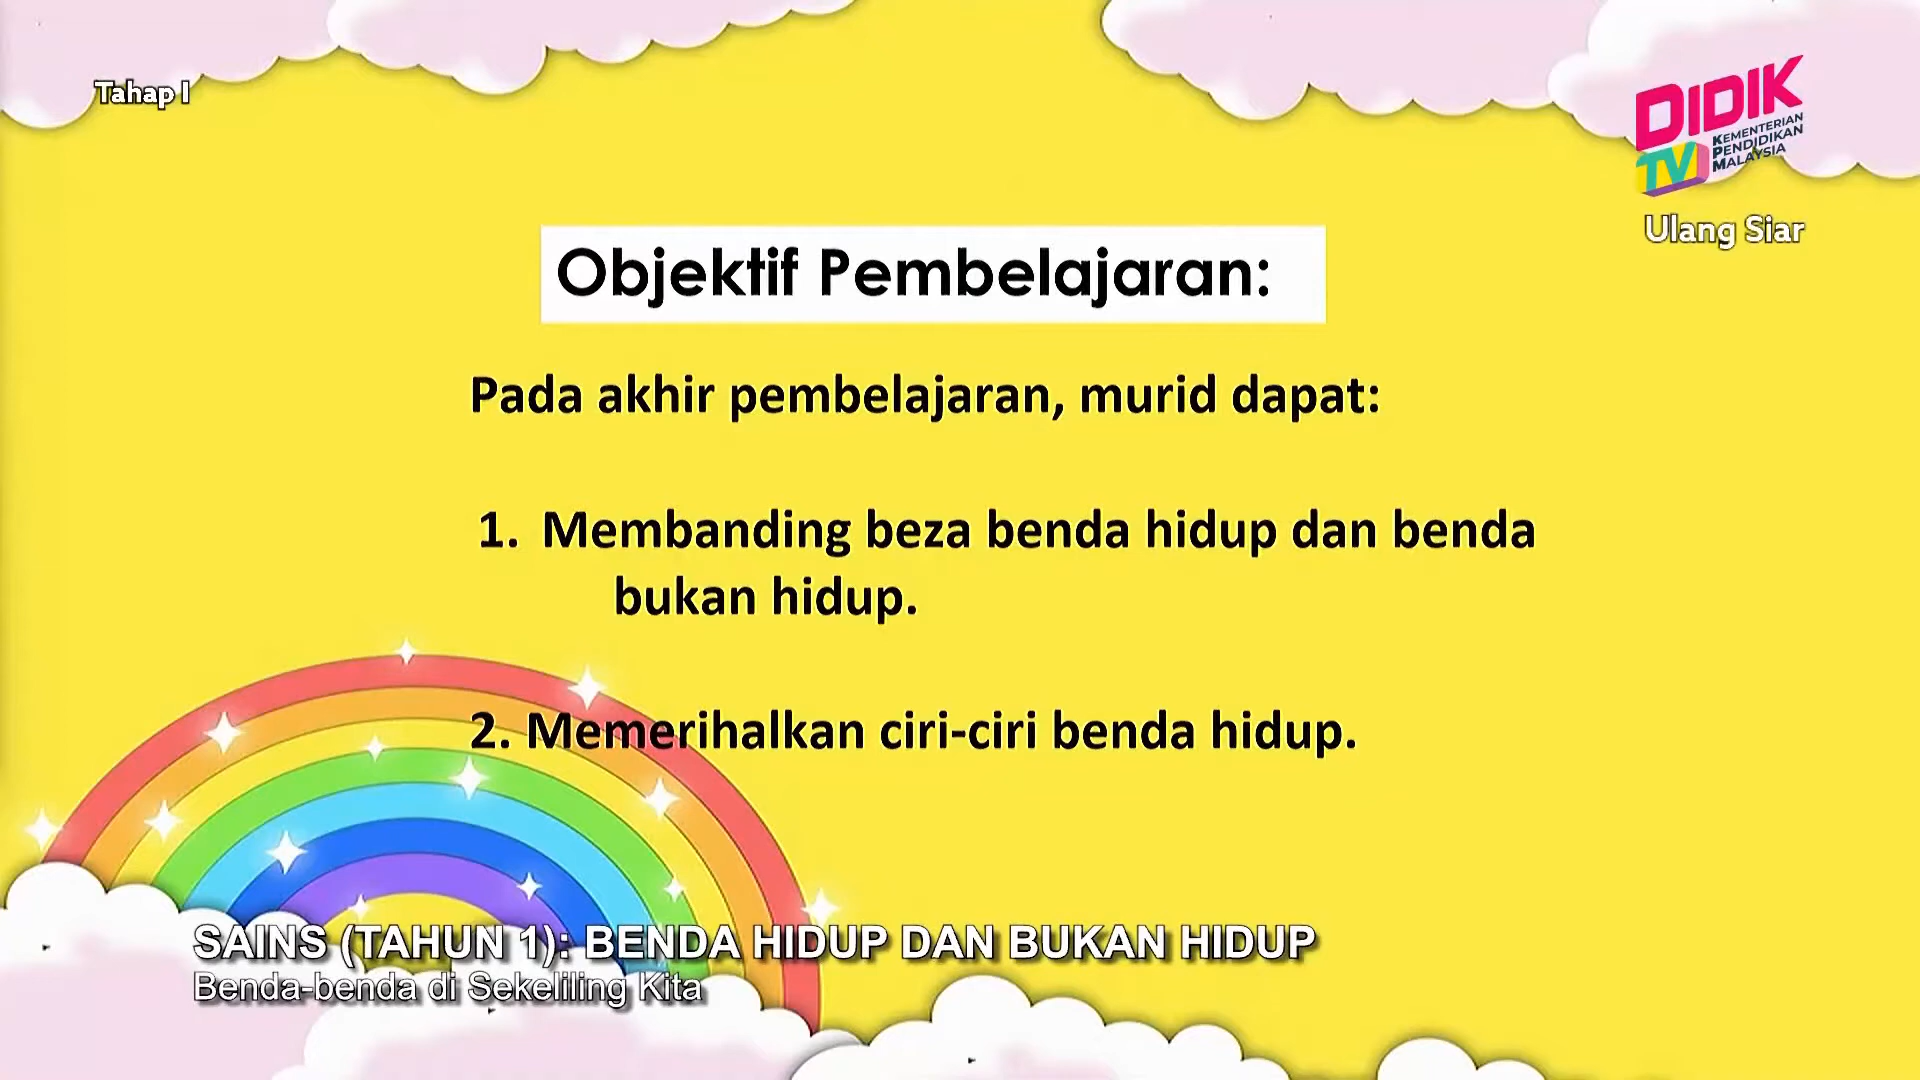 Tahap I
DIDIK
TV
KEMENTERIAN
PENDIDIKAN
MALAYSIA
Ulang Siar
Objektif Pembelajaran:
Pada akhir pembelajaran, murid dapat:
1. Membanding beza benda hidup dan benda
bukan hidup.
2. Memerihalkan ciri-ciri benda hidup.
SAINS (TAHUN 1): BENDA HIDUP DAN BUKAN HIDUP
Benda-benda di Sekeliling Kita